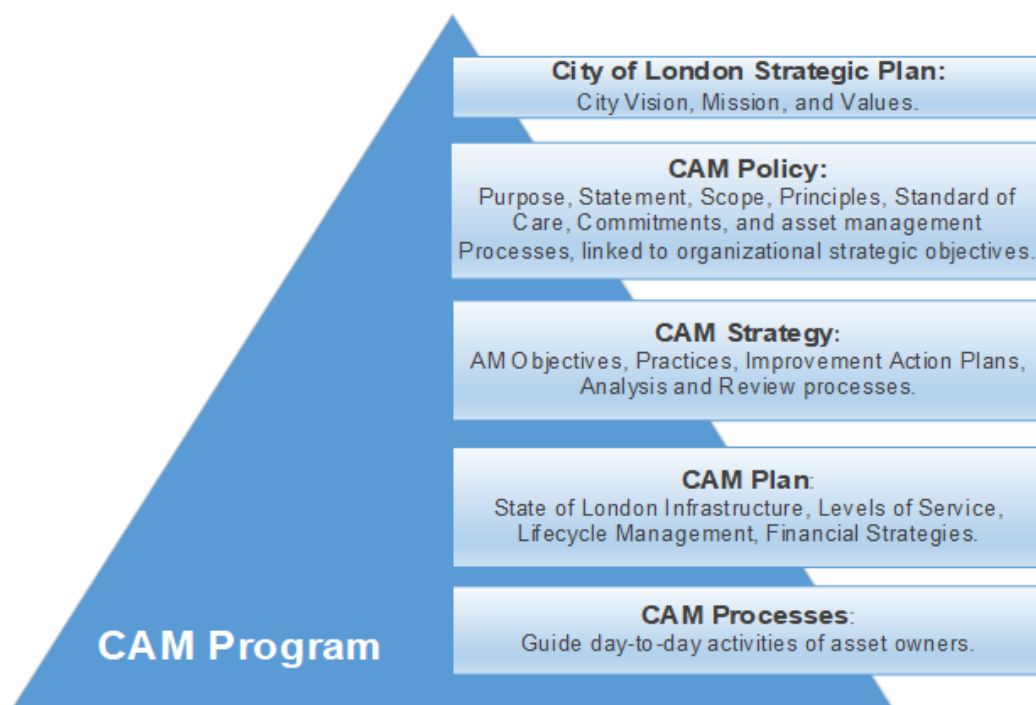 City of London Strategic Plan:
City Vision, Mission, and Values.
CAM Policy:
Purpose, Statement, Scope, Principles, Standard of
Care, Commitments, and asset management
Processes, linked to organizational strategic objectives.
CAM Strategy:
AM Objectives, Practices, Improvement Action Plans,
Analysis and Review processes.
CAM Plan:
State of London Infrastructure, Levels of Service,
Lifecycle Management, Financial Strategies.
CAM Processes:
Guide day-to-day activities of asset owners.
CAM Program